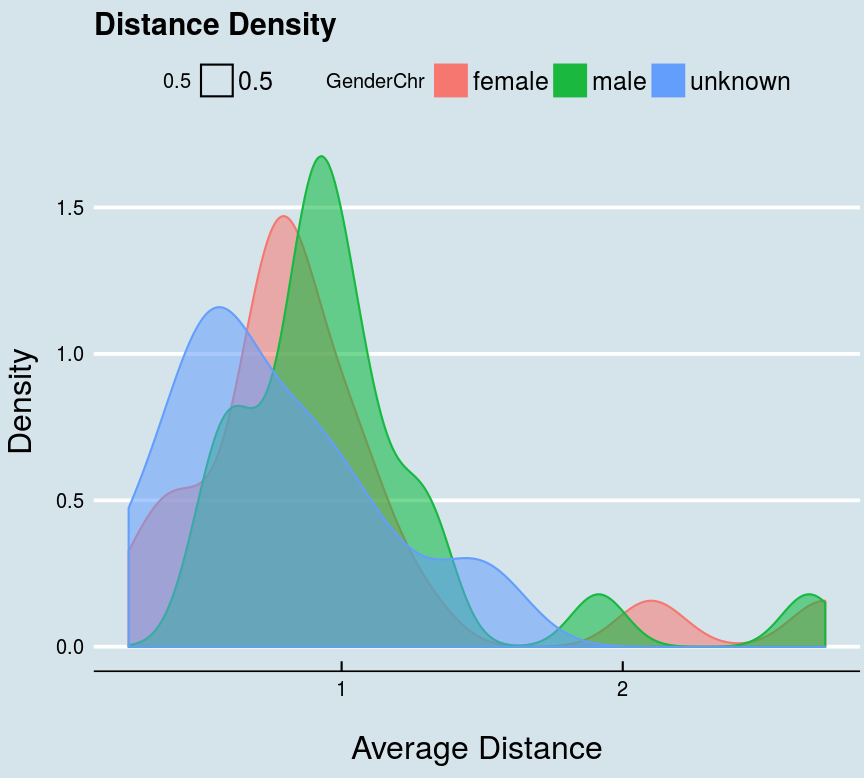 Distance Density
0.5 0.5 GenderChr female male unknown
1.5
1.0
0.5
0.0
Density
1 2
Average Distance